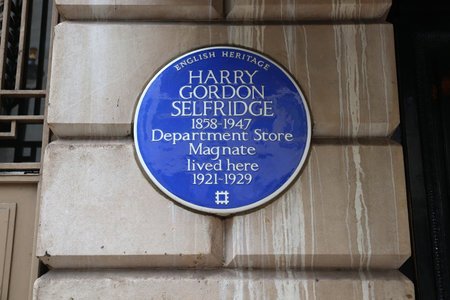 ENGLISH HERITAGE
HARRY
GORDON
SELFRIDGE
1858-1947
Department Store
Magnate
lived here
1921-1929